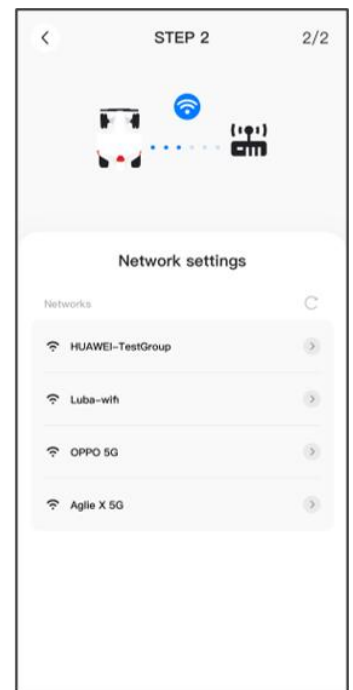 STEP 2 2/2
Network settings
Networks
HUAWEI-TestGroup
Luba-wifi
OPPO 5G
Aglie X 5G